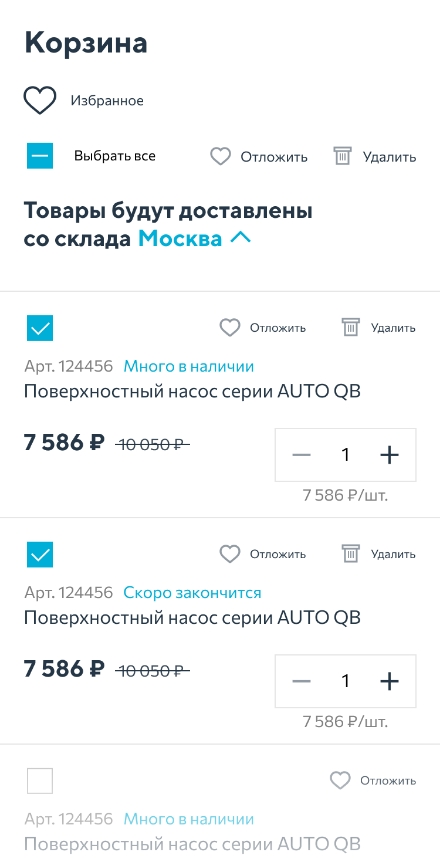 Корзина
Избранное
Выбрать все Отложить Удалить
Товары будут доставлены
со склада Москва
Отложить Удалить
Арт. 124456 Много в наличии
Поверхностный насос серии AUTO QB
7 586 ₽ 10 050 ₽ 1
7 586 ₽/шт.
Отложить Удалить
Арт. 124456 Скоро закончится
Поверхностный насос серии AUTO QB
7 586 ₽ 10 050 ₽ 1
7 586 ₽/шт.
Отложить
Арт. 124456 Много в наличии
Поверхностный насос серии AUTO QB